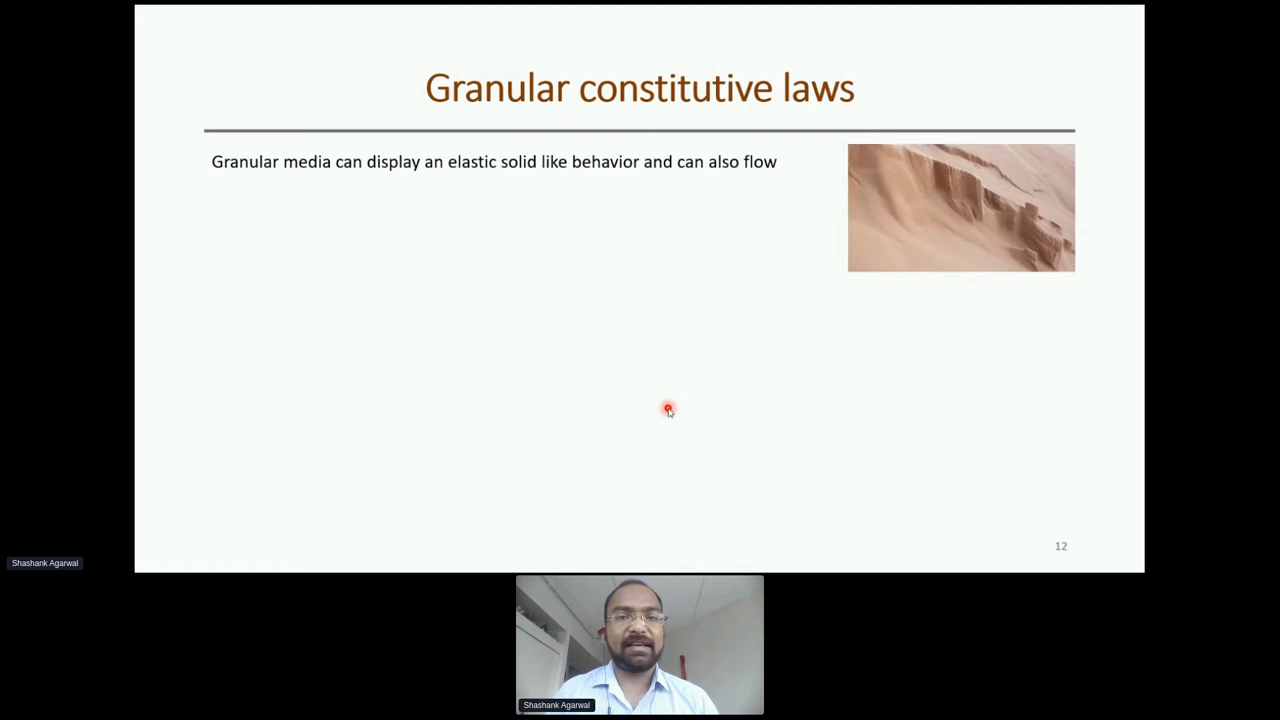 Granular constitutive laws
Granular media can display an elastic solid like behavior and can also flow
12
Shashank Agarwal
Shashank Agarwal